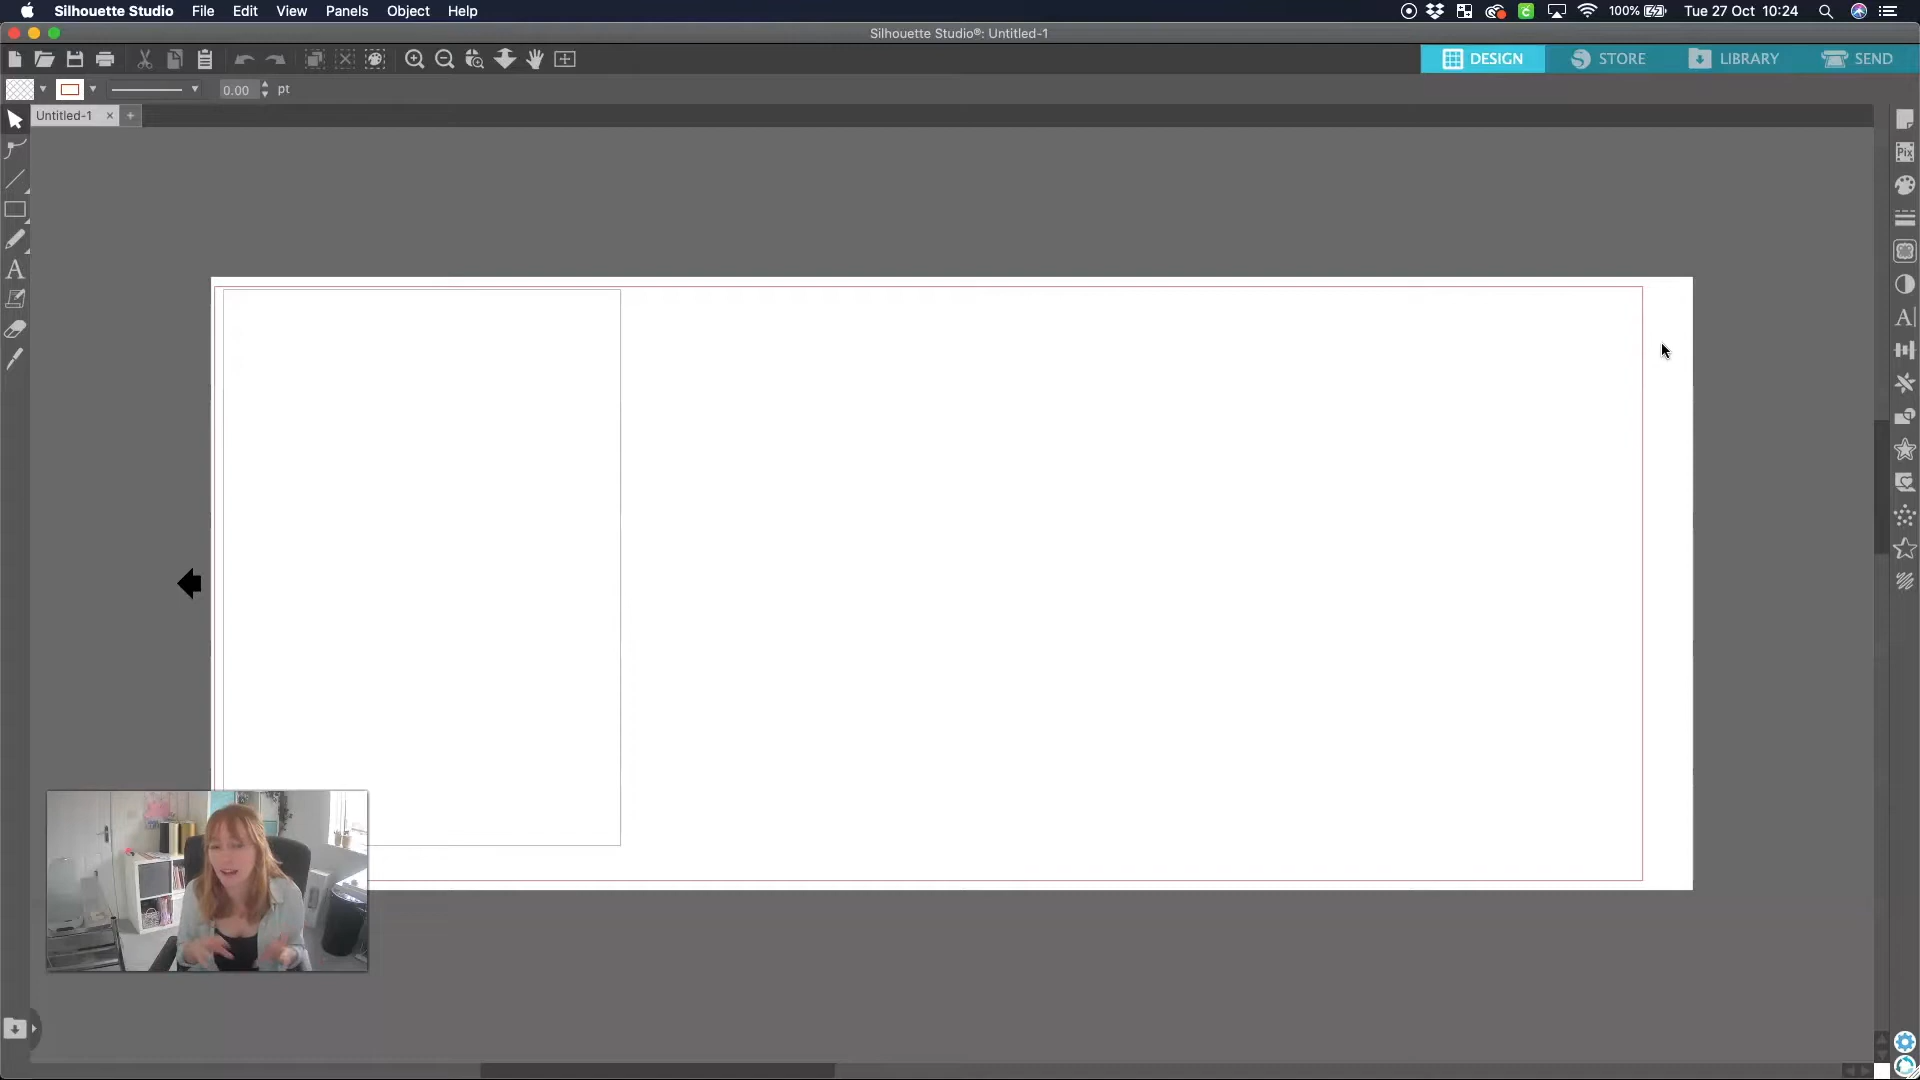 Silhouette Studio File Edit View Panels Object Help
100% Tue 27 Oct 10:24
Silhouette Studio®: Untitled-1
DESIGN STORE LIBRARY SEND
0.00 pt
Untitled-1 × +
Pix
A
A